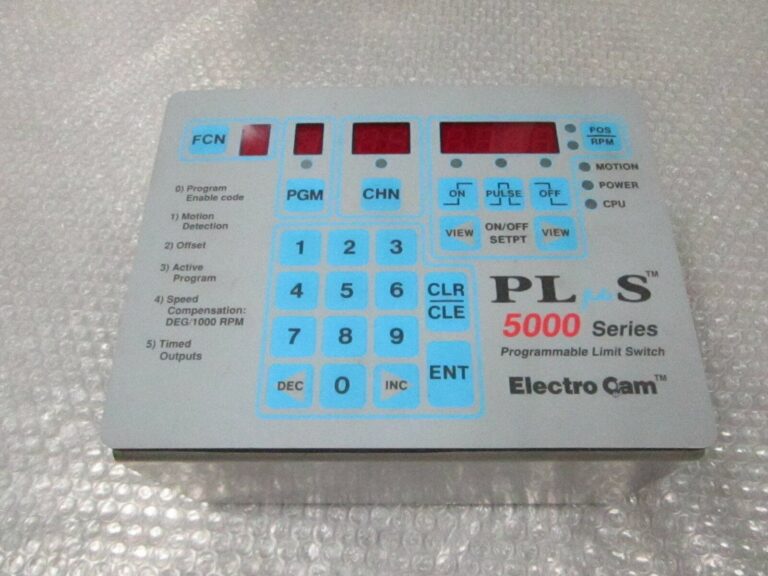 FCN
PGM
CHN
POS
RPM
MOTION
POWER
CPU
ON
PULSE
OFF
VIEW
ON/OFF
SETPT
VIEW
0) Program
Enable code
1) Motion
Detection
2) Offset
3) Active
Program
4) Speed
Compensation:
DEG/1000 RPM
5) Timed
Outputs
1 2 3
4 5 6
7 8 9
DEC 0 INC
CLR
CLE
ENT
PLpluS™
5000 Series
Programmable Limit Switch
Electro Cam™